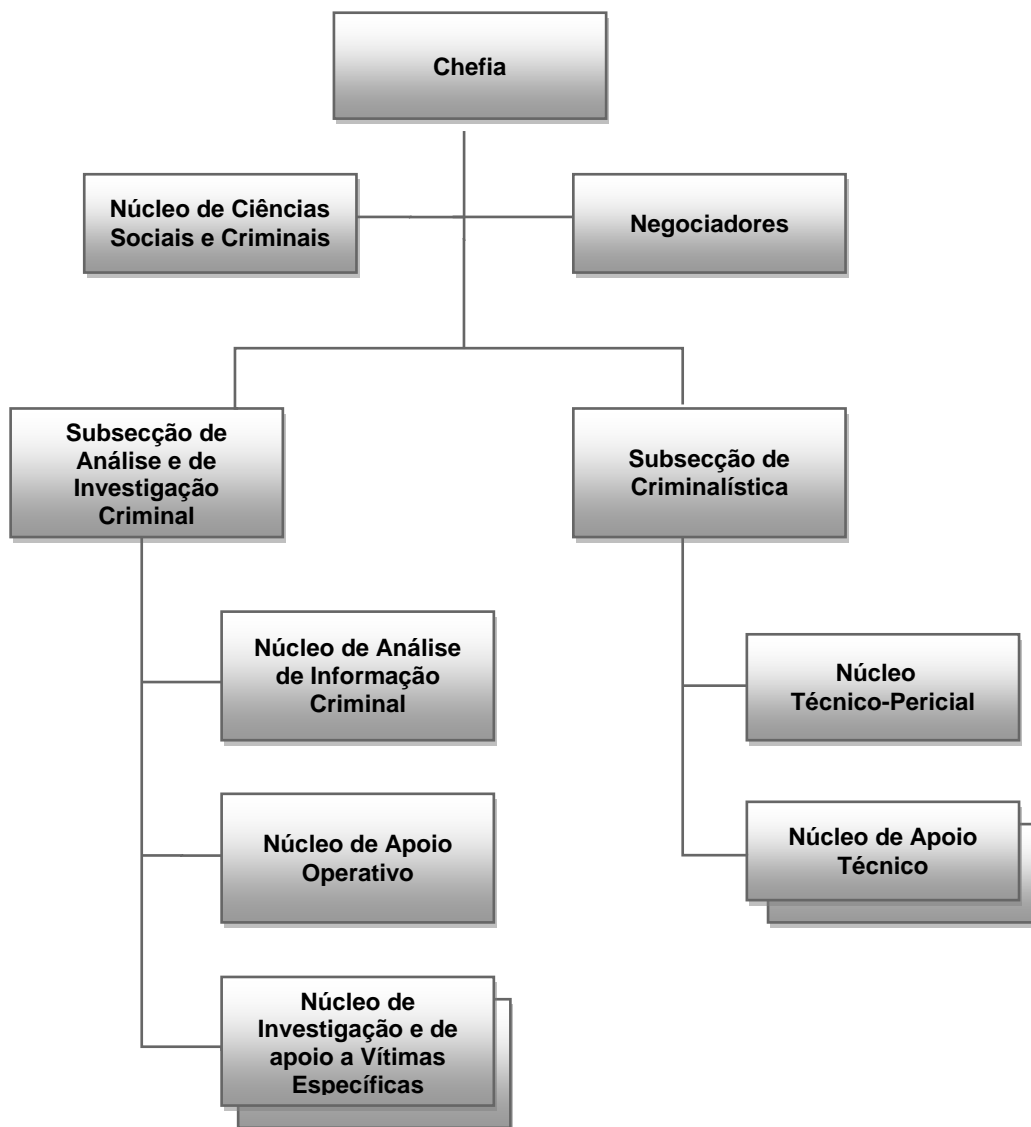 Chefia
Núcleo de Ciências
Sociais e Criminais
Negociadores
Subsecção de
Análise e de
Investigação
Criminal
Subsecção de
Criminalística
Núcleo de Análise
de Informação
Criminal
Núcleo
Técnico-Pericial
Núcleo de Apoio
Operativo
Núcleo de Apoio
Técnico
Núcleo de
Investigação e de
apoio a Vítimas
Específicas